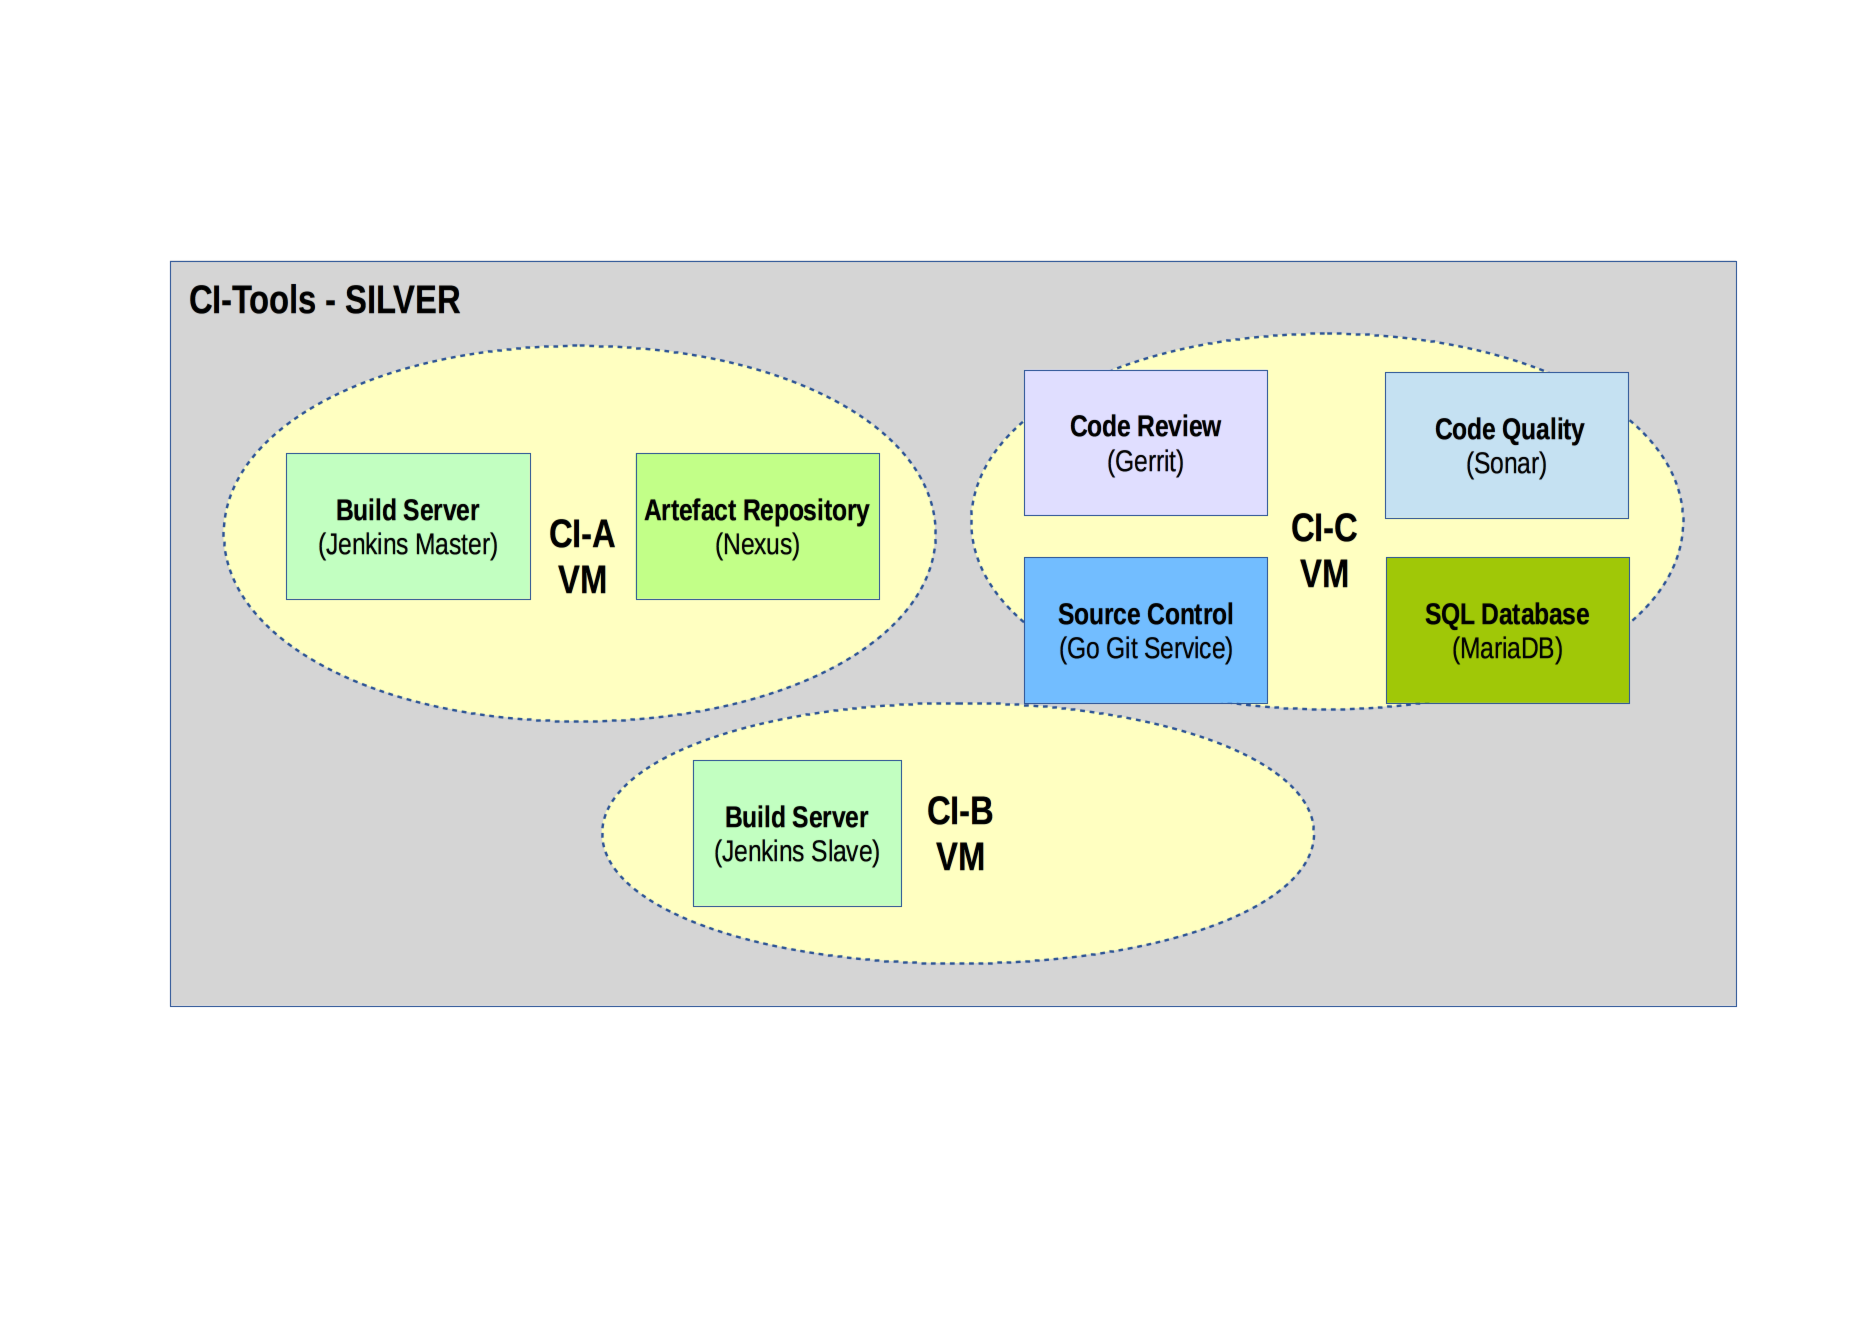 CI-Tools - SILVER
Build Server
(Jenkins Master)
CI-A
VM
Artefact Repository
(Nexus)
Code Review
(Gerrit)
Code Quality
(Sonar)
CI-C
VM
Source Control
(Go Git Service)
SQL Database
(MariaDB)
Build Server
(Jenkins Slave)
CI-B
VM